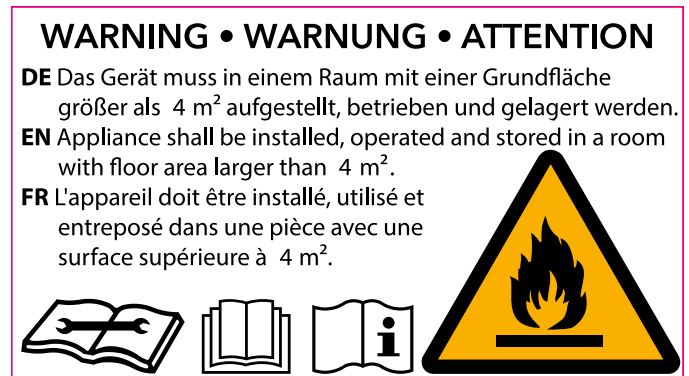 WARNING • WARNUNG • ATTENTION
DE Das Gerät muss in einem Raum mit einer Grundfläche
größer als 4 m² aufgestellt, betrieben und gelagert werden.
EN Appliance shall be installed, operated and stored in a room
with floor area larger than 4 m².
FR L'appareil doit être installé, utilisé et
entreposé dans une pièce avec une
surface supérieure à 4 m².
i